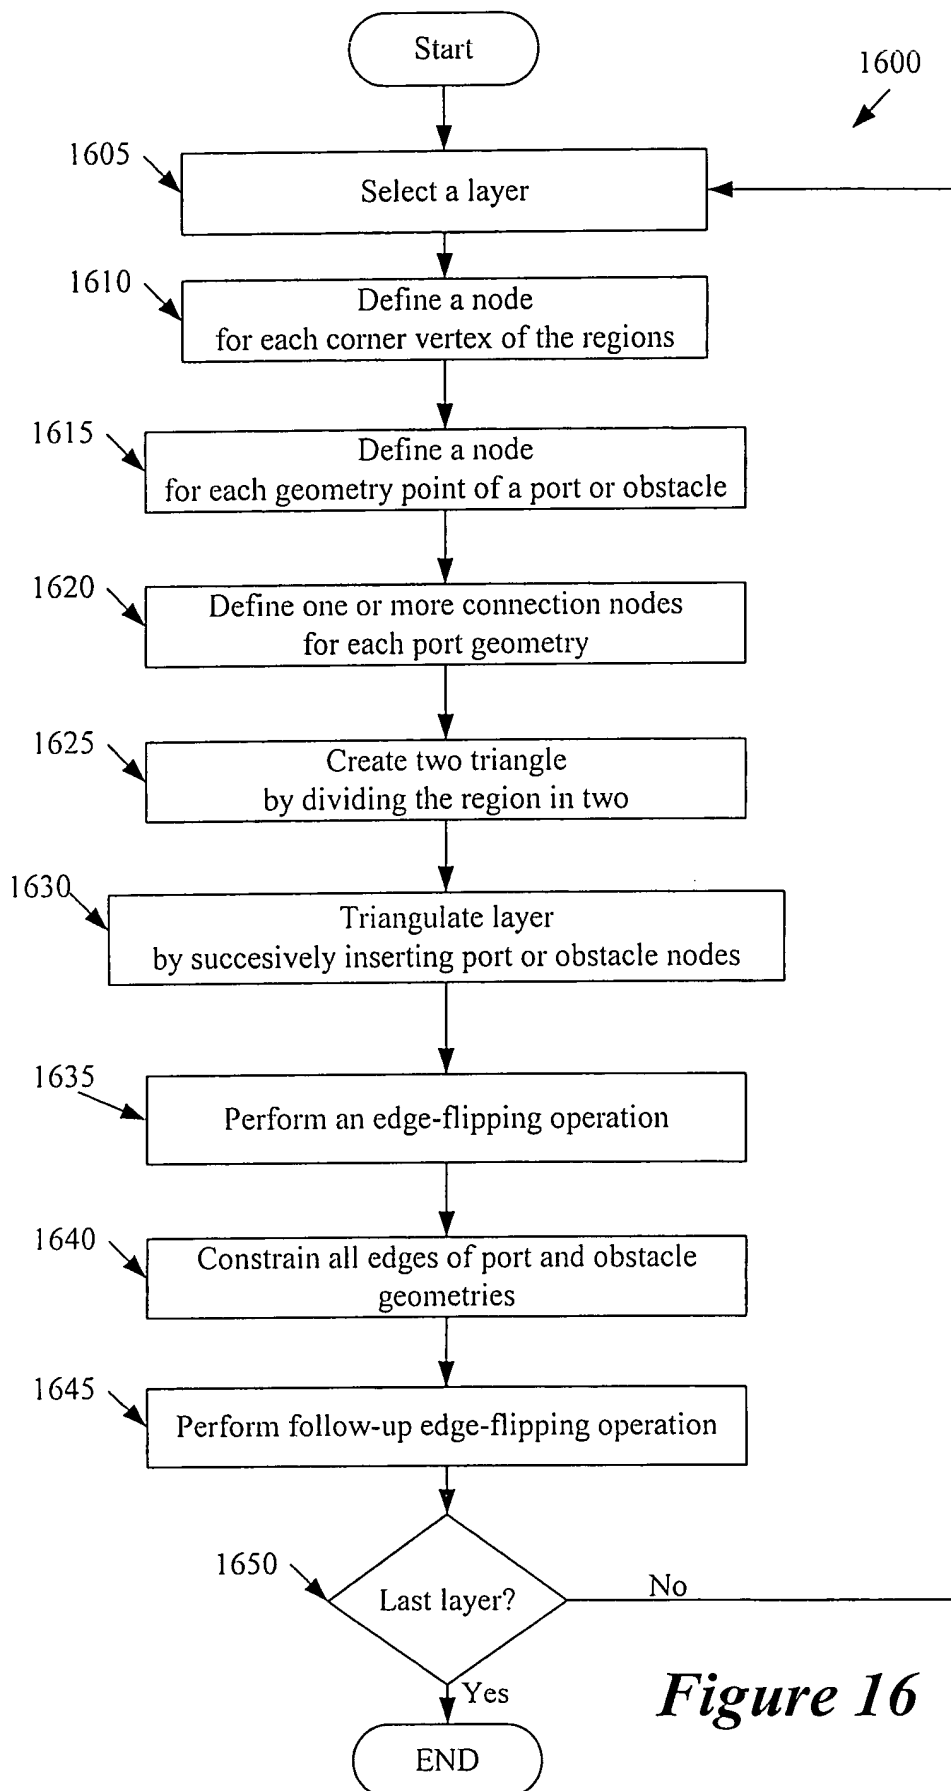 Start
1600
1605
Select a layer
1610
Define a node
for each corner vertex of the regions
1615
Define a node
for each geometry point of a port or obstacle
1620
Define one or more connection nodes
for each port geometry
1625
Create two triangle
by dividing the region in two
1630
Triangulate layer
by succesively inserting port or obstacle nodes
1635
Perform an edge-flipping operation
1640
Constrain all edges of port and obstacle
geometries
1645
Perform follow-up edge-flipping operation
1650
Last layer?
No
Yes
Figure 16
END